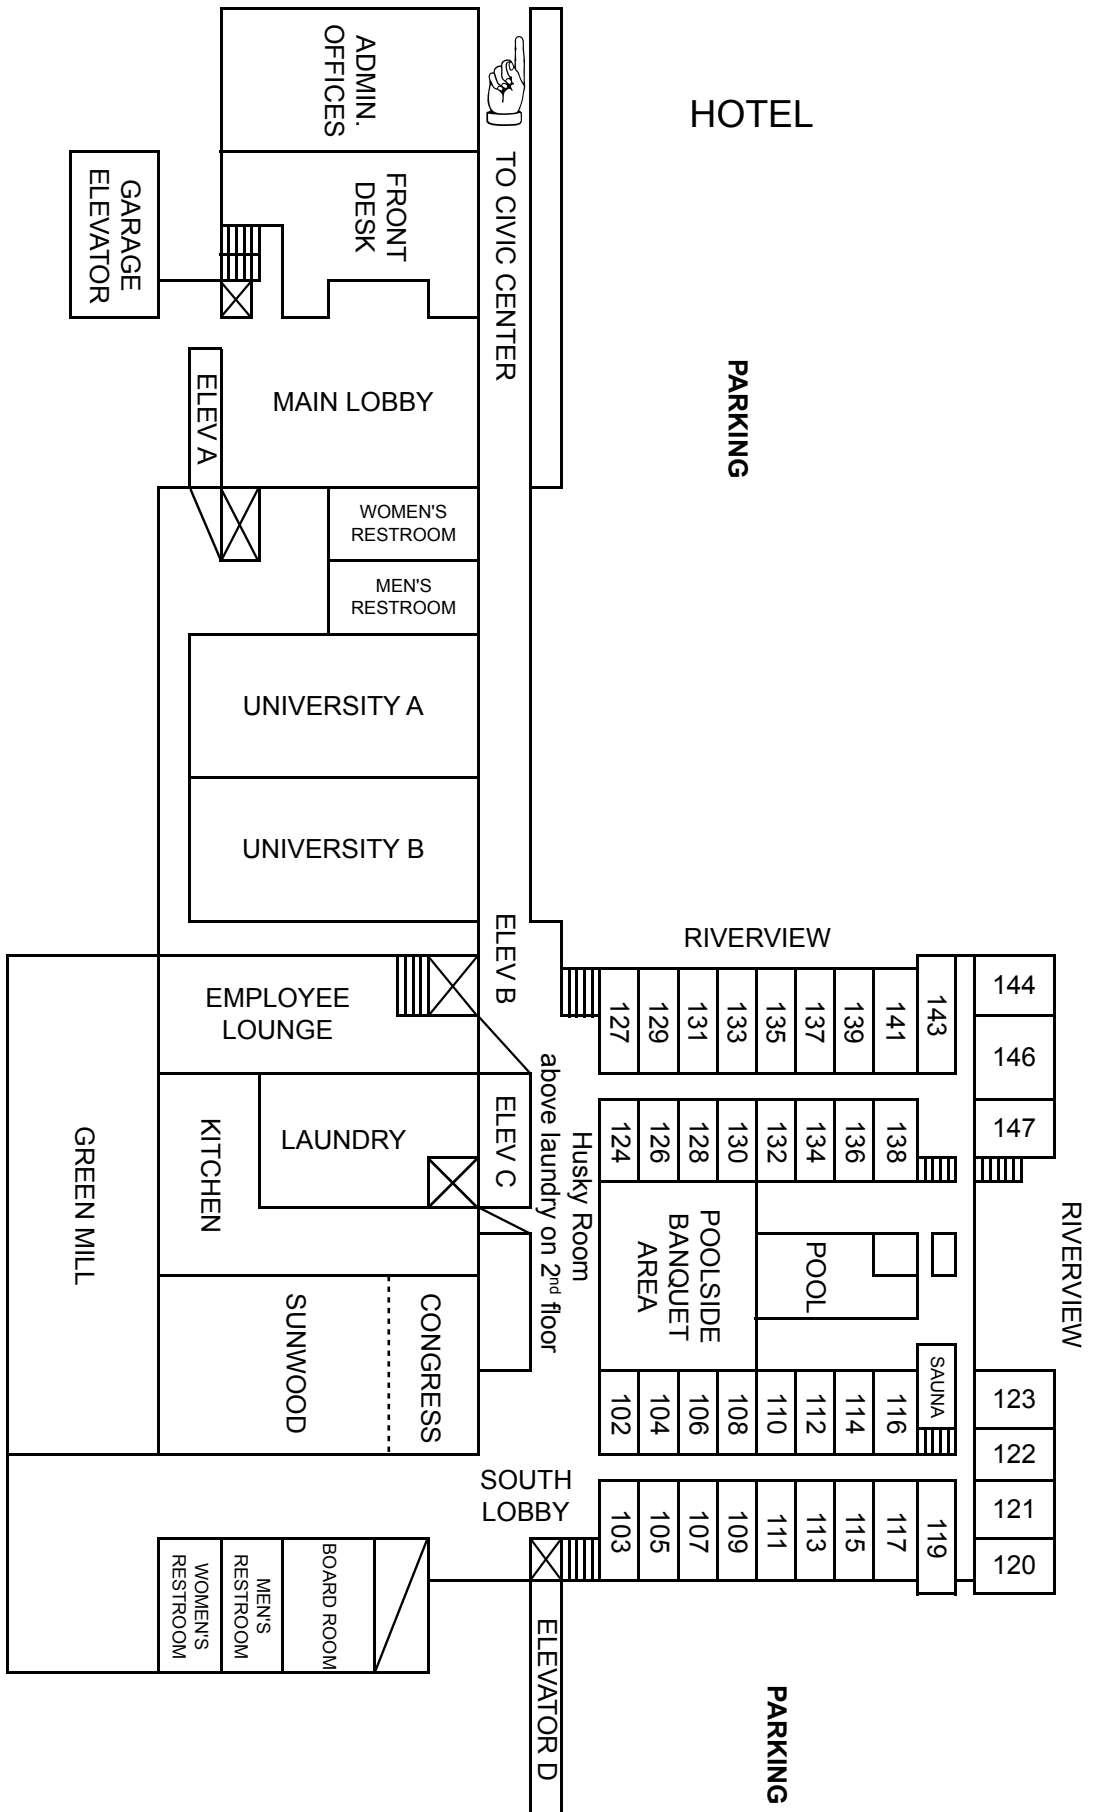 HOTEL
ADMIN.
OFFICES
FRONT
DESK
GARAGE
ELEVATOR
TO CIVIC CENTER
PARKING
ELEV A
MAIN LOBBY
WOMEN'S
RESTROOM
MEN'S
RESTROOM
UNIVERSITY A
UNIVERSITY B
ELEV B
RIVERVIEW
127
129
131
133
135
137
139
141
143
144
146
147
EMPLOYEE
LOUNGE
GREEN MILL
KITCHEN
LAUNDRY
ELEV C
Husky Room
above laundry on 2nd floor
124
126
128
130
132
134
136
138
POOLSIDE
BANQUET
AREA
POOL
RIVERVIEW
SUNWOOD
CONGRESS
102
104
106
108
110
112
114
116
SAUNA
123
122
121
120
SOUTH
LOBBY
103
105
107
109
111
113
115
117
119
WOMEN'S
RESTROOM
MEN'S
RESTROOM
BOARD ROOM
ELEVATOR D
PARKING